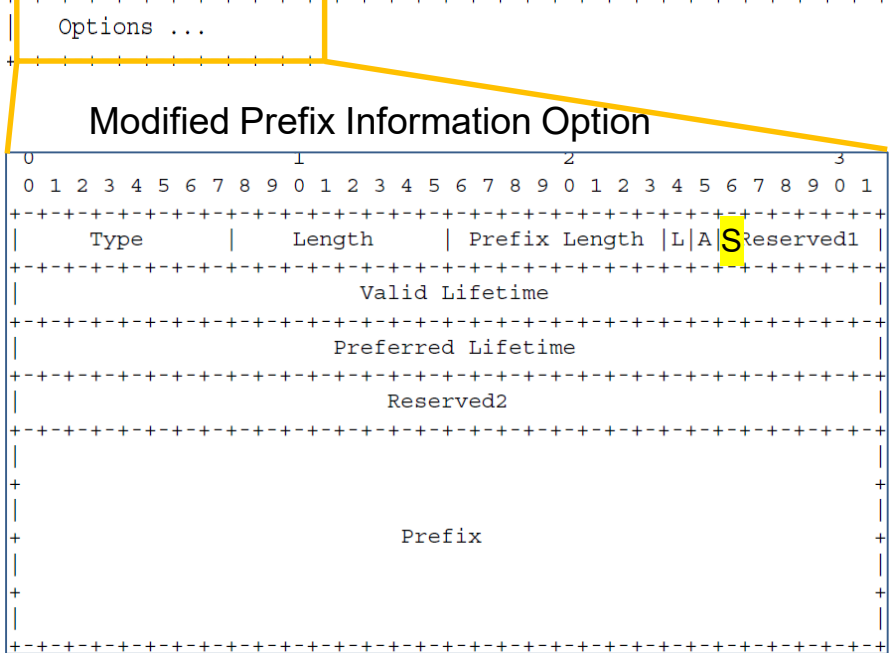 | Options ...
+-+-+-+-+-+-+-+-+-+-+-+-
Modified Prefix Information Option
0 1 2 3
0 1 2 3 4 5 6 7 8 9 0 1 2 3 4 5 6 7 8 9 0 1 2 3 4 5 6 7 8 9 0 1
+-+-+-+-+-+-+-+-+-+-+-+-+-+-+-+-+-+-+-+-+-+-+-+-+-+-+-+-+-+-+-+-+
| Type | Length | Prefix Length |L|A|S Reserved1 |
+-+-+-+-+-+-+-+-+-+-+-+-+-+-+-+-+-+-+-+-+-+-+-+-+-+-+-+-+-+-+-+-+
| Valid Lifetime |
+-+-+-+-+-+-+-+-+-+-+-+-+-+-+-+-+-+-+-+-+-+-+-+-+-+-+-+-+-+-+-+-+
| Preferred Lifetime |
+-+-+-+-+-+-+-+-+-+-+-+-+-+-+-+-+-+-+-+-+-+-+-+-+-+-+-+-+-+-+-+-+
| Reserved2 |
+-+-+-+-+-+-+-+-+-+-+-+-+-+-+-+-+-+-+-+-+-+-+-+-+-+-+-+-+-+-+-+-+
| |
+ +
| |
+ Prefix +
| |
+ +
| |
+-+-+-+-+-+-+-+-+-+-+-+-+-+-+-+-+-+-+-+-+-+-+-+-+-+-+-+-+-+-+-+-+